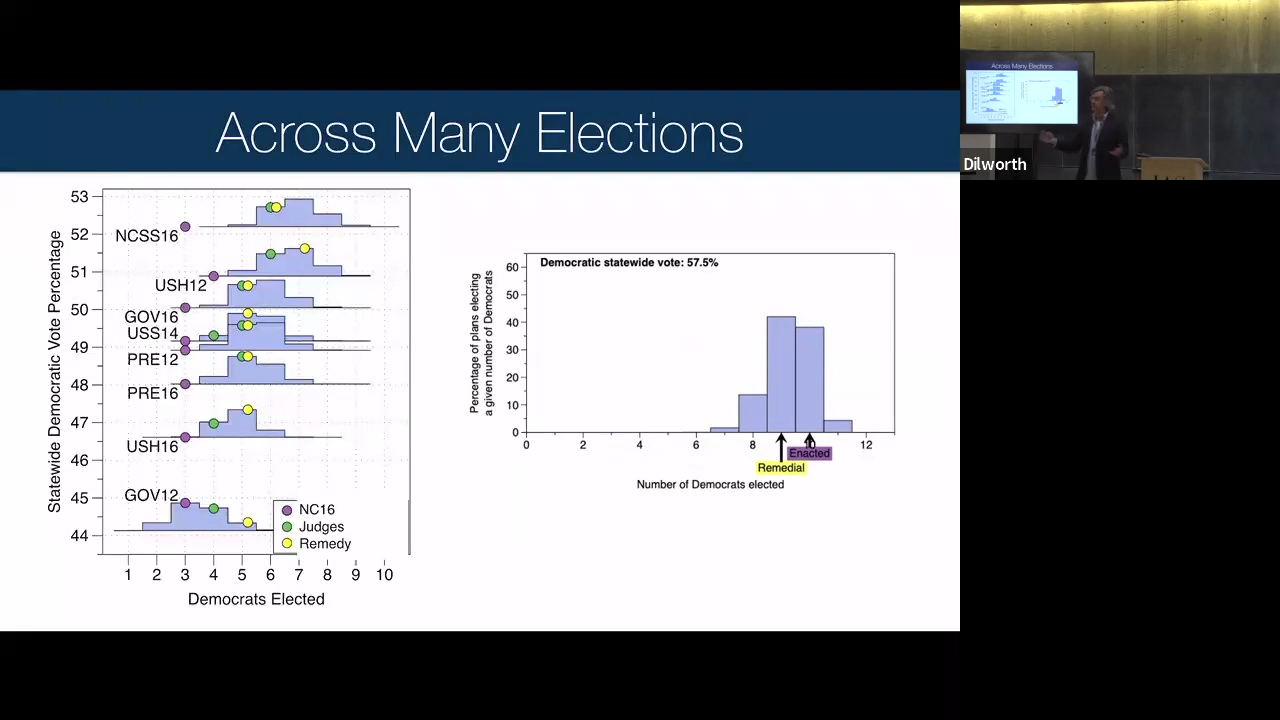 Across Many Elections
Statewide Democratic Vote Percentage
53
52
51
50
49
48
47
46
45
44
NCSS16
USH12
GOV16
USS14
PRE12
PRE16
USH16
GOV12
NC16
Judges
Remedy
1 2 3 4 5 6 7 8 9 10
Democrats Elected
Percentage of plans electing
a given number of Democrats
Democratic statewide vote: 57.5%
60
50
40
30
20
10
0
0 2 4 6 8 10 12
Enacted
Remedial
Number of Democrats elected
Across Many Elections
Dilworth